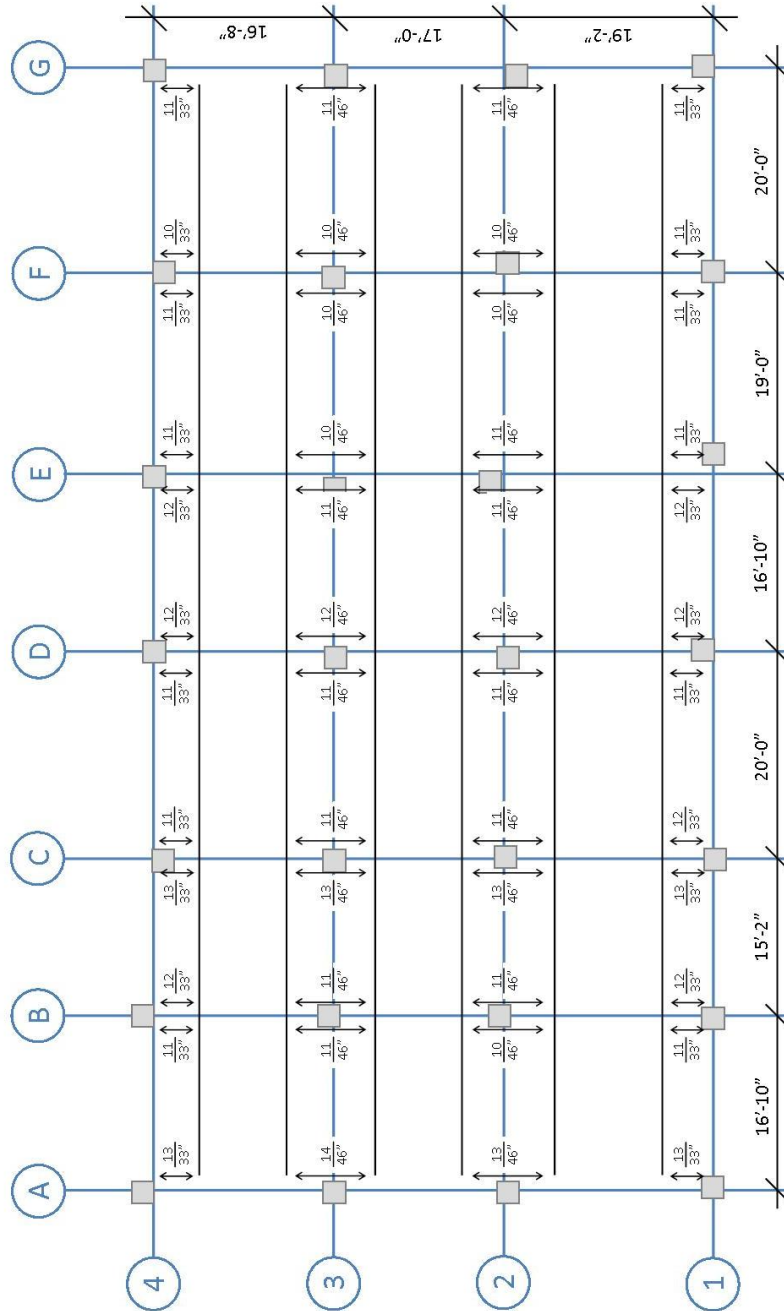 A B C D E F G
4
13 11 12 13 11 11 12 12 11 11 10 11
33" 33" 33" 33" 33" 33" 33" 33" 33" 33" 33" 33"
16'-8"
3
14 11 11 13 11 11 12 11 10 10 10 11
46" 46" 46" 46" 46" 46" 46" 46" 46" 46" 46" 46"
17'-0"
2
13 10 11 13 11 11 12 11 11 10 10 11
46" 46" 46" 46" 46" 46" 46" 46" 46" 46" 46" 46"
19'-2"
1
13 11 12 13 12 11 12 12 11 11 11 11
33" 33" 33" 33" 33" 33" 33" 33" 33" 33" 33" 33"
16'-10" 15'-2" 20'-0" 16'-10" 19'-0" 20'-0"